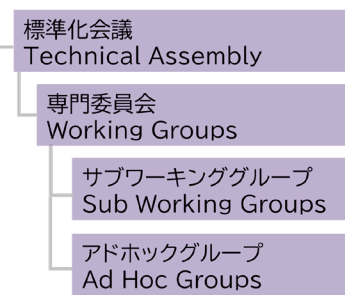 標準化会議
Technical Assembly
専門委員会
Working Groups
サブワーキンググループ
Sub Working Groups
アドホックグループ
Ad Hoc Groups